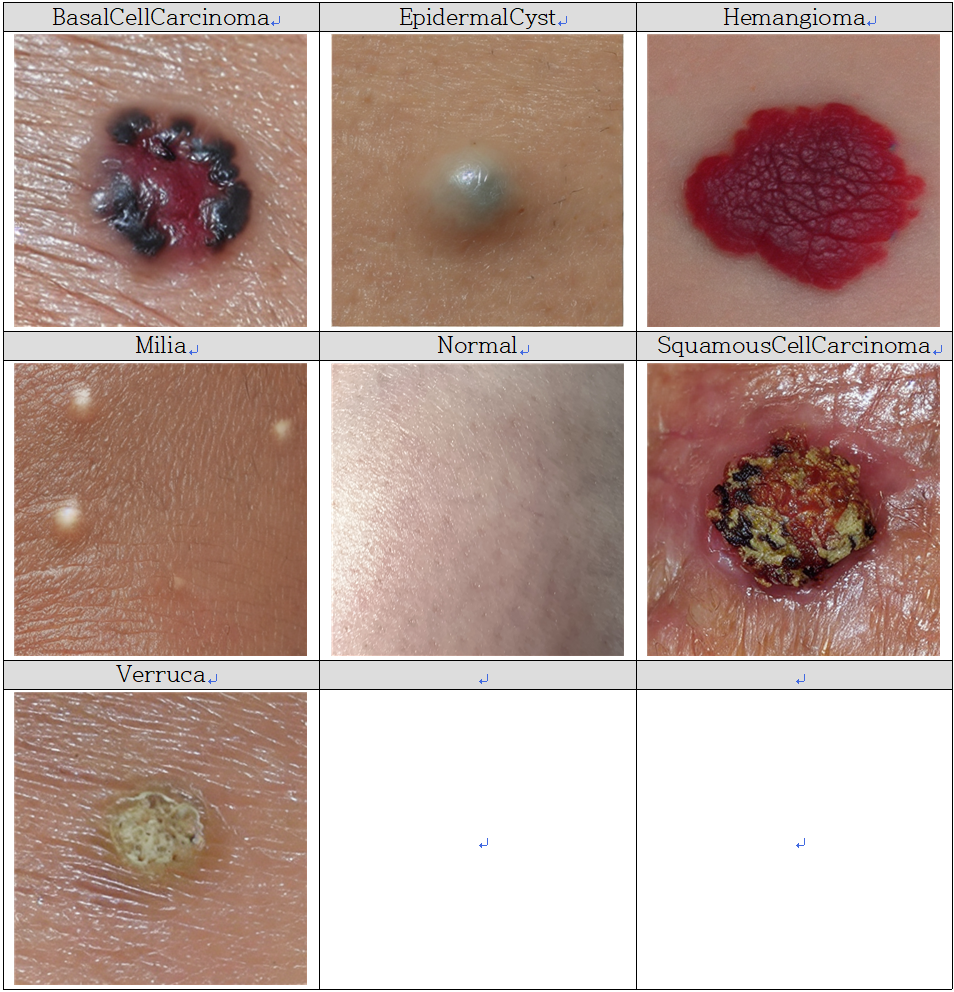 BasalCellCarcinoma
EpidermalCyst
Hemangioma
Milia
Normal
SquamousCellCarcinoma
Verruca